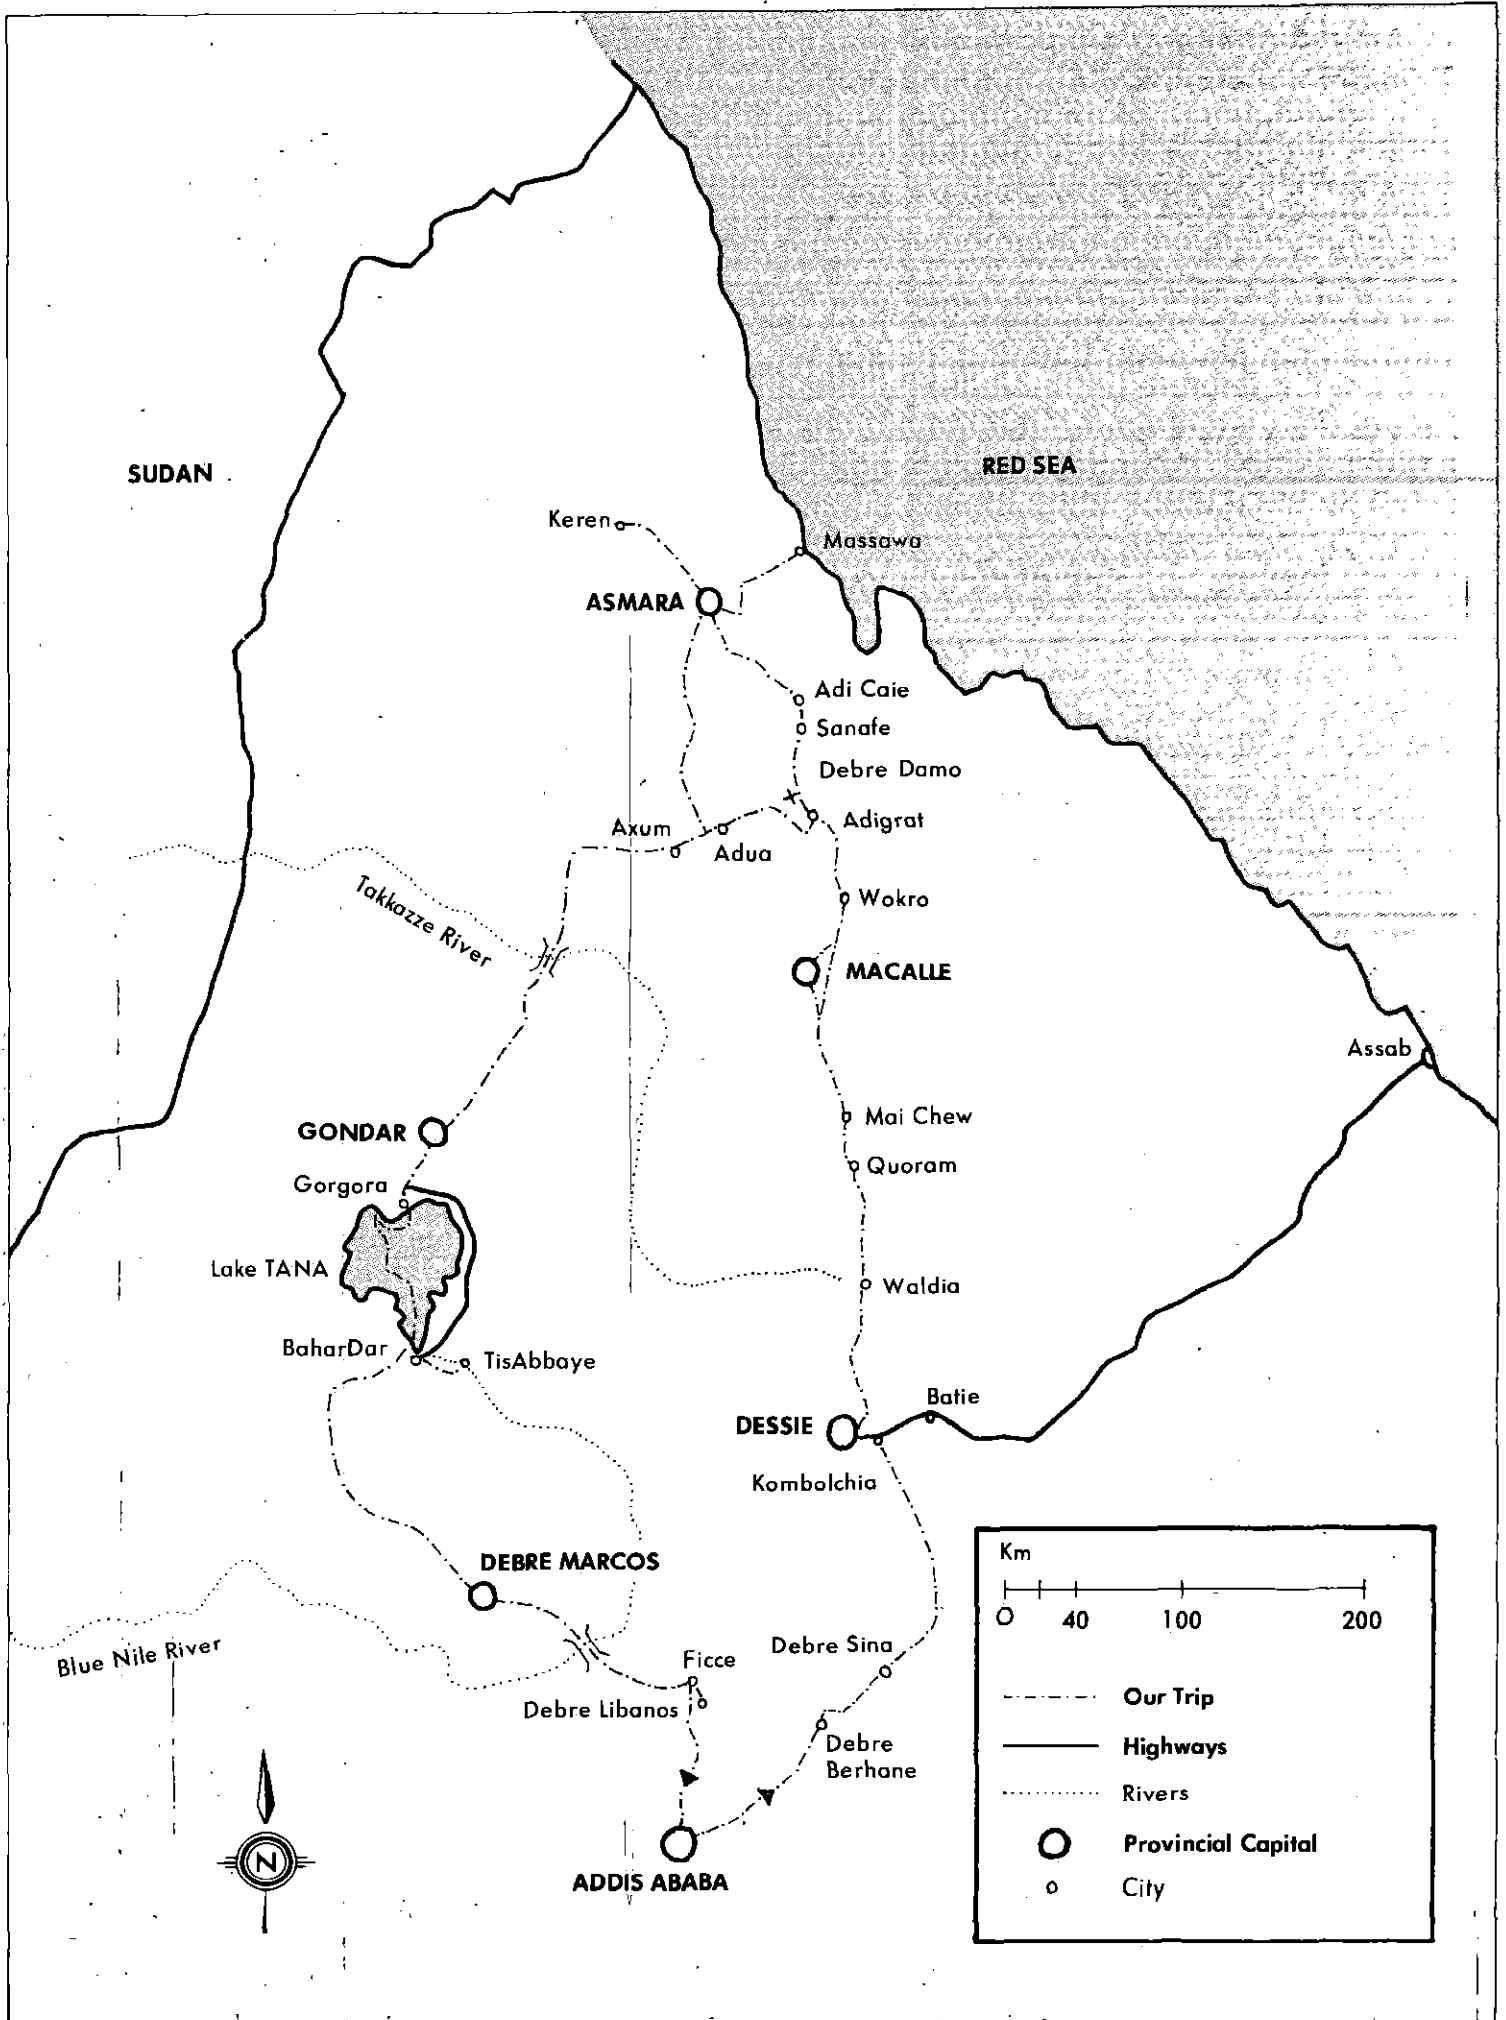 SUDAN
RED SEA
Keren
Massawa
ASMARA
Adi Caie
Sanafe
Debre Damo
Adigrat
Axum
Adua
Takkazze River
Wokro
MACALLE
Assab
Mai Chew
GONDAR
Quoram
Gorgora
Lake TANA
Waldia
BaharDar
TisAbbaye
Batie
DESSIE
Kombolchia
DEBRE MARCOS
Blue Nile River
Debre Sina
Ficce
Debre Libanos
Debre
Berhane
ADDIS ABABA
N
Km
0 40 100 200
Our Trip
Highways
Rivers
Provincial Capital
City